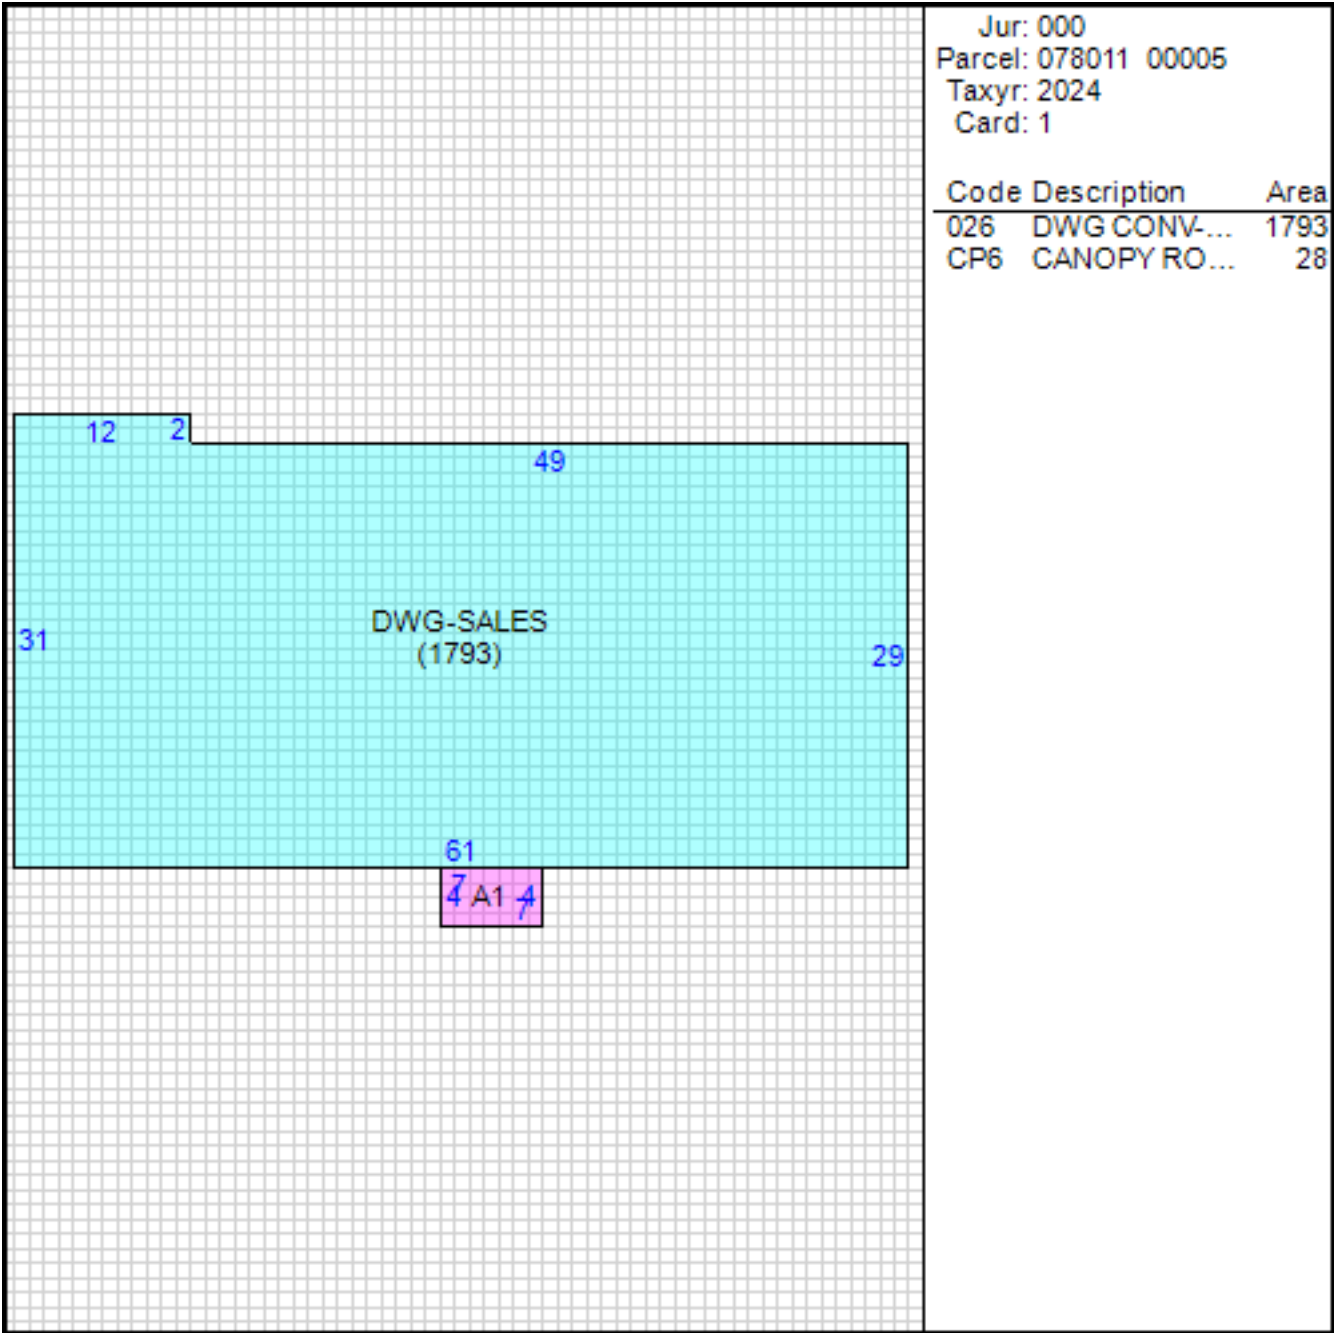 Jur: 000
Parcel: 078011 00005
Taxyr: 2024
Card: 1
Code Description Area
026 DWG CONV-... 1793
CP6 CANOPY RO... 28
12 2
49
DWG-SALES
(1793)
31
29
61
7
4 A1 4
7